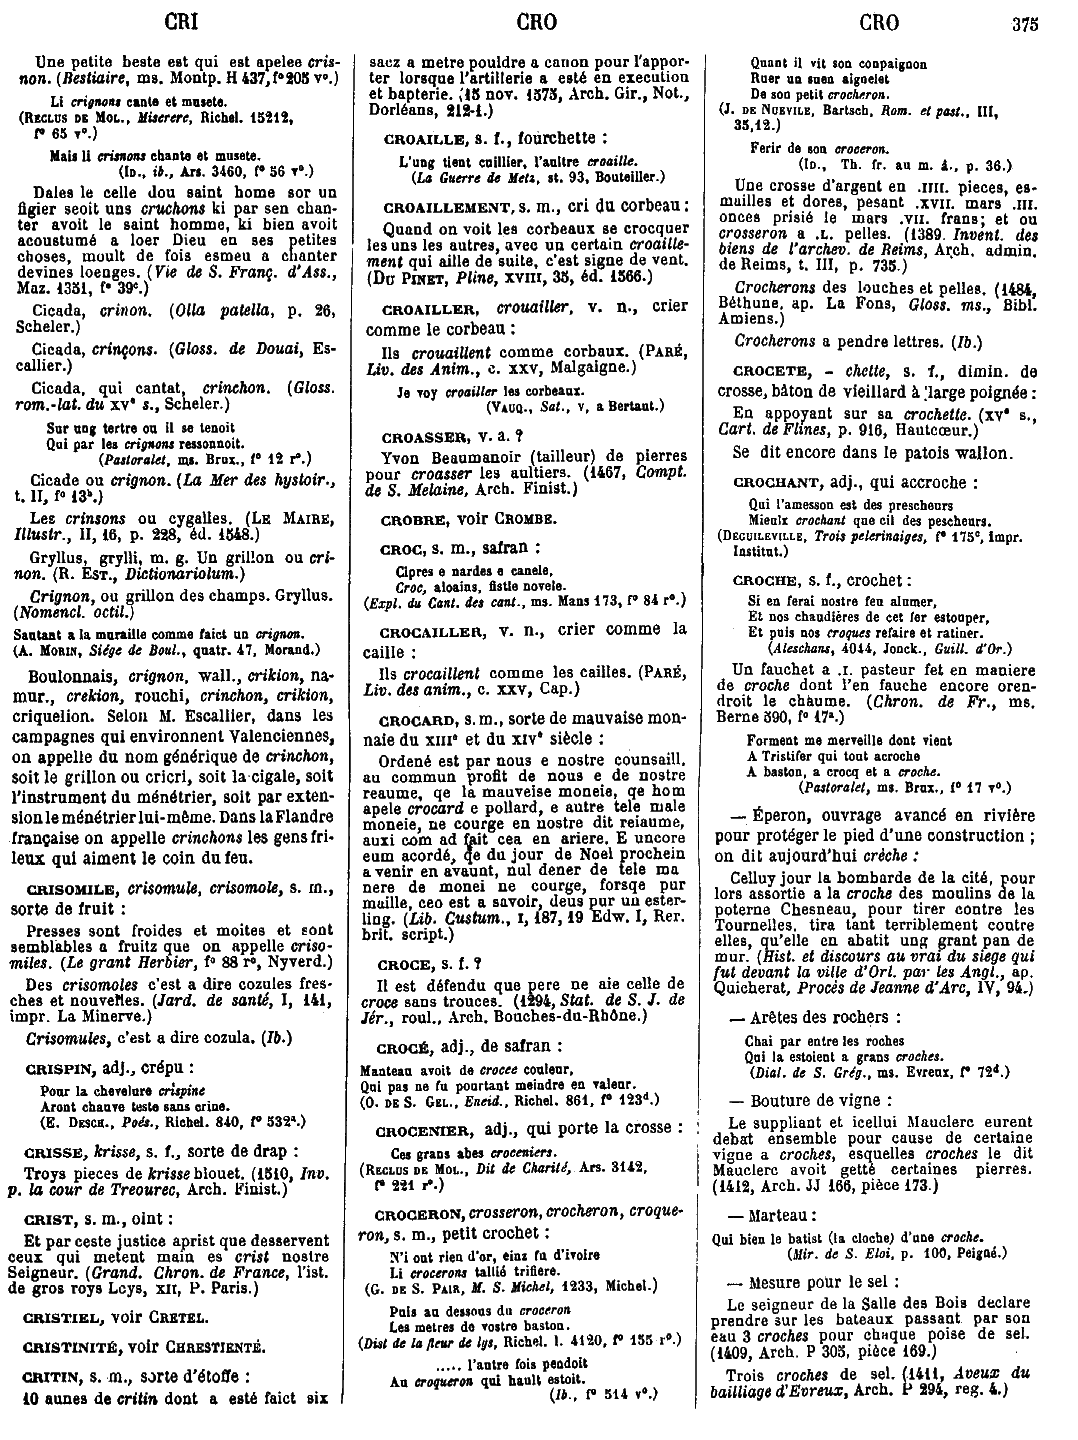 CRI
CRO
CRO
375
Une petite beste est qui est apelee cris-
non. (Bestiaire, ms. Montp. H 437, f° 205 v°.)
Li crignons cante et musete.
(RECLUS DE MOL., Miserere, Richel. 15212,
f° 65 v°.)
Mais li crisnons chante et musete.
(ID., ib., Ars. 3460, f° 56 v°.)
Dales le celle dou saint home sor un
figier seoit uns cruchons ki par sen chan-
ter avoit le saint homme, ki bien avoit
acoustumé a loer Dieu en ses petites
choses, moult de fois esmeu a chanter
devines loenges. (Vie de S. Franç. d'Ass.,
Maz. 1351, f° 39ᶜ.)
Cicada, crinon. (Olla patella, p. 26,
Scheler.)
Cicada, crinçons. (Gloss. de Douai, Es-
callier.)
Cicada, qui cantat, crinchon. (Gloss.
rom.-lat. du xvᵉ s., Scheler.)
Sur ung tertre ou il se tenoit
Qui par les crignons ressonnoit.
(Pastoralet, ms. Brux., f° 12 r°.)
Cicade ou crignon. (La Mer des hystoir.,
t. II, f° 13ᵇ.)
Les crinsons ou cygalles. (LE MAIRE,
Illustr., II, 16, p. 228, éd. 1548.)
Gryllus, grylli, m. g. Un grillon ou cri-
non. (R. EST., Dictionariolum.)
Crignon, ou grillon des champs. Gryllus.
(Nomencl. octil.)
Sautant a la muraille comme faict un crignon.
(A. MORIN, Siége de Boul., quatr. 47, Morand.)
Boulonnais, crignon, wall., crikion, na-
mur., crekion, rouchi, crinchon, crikion,
criquelion. Selon M. Escallier, dans les
campagnes qui environnent Valenciennes,
on appelle du nom générique de crinchon,
soit le grillon ou cricri, soit la cigale, soit
l'instrument du ménétrier, soit par exten-
sion le ménétrier lui-même. Dans la Flandre
française on appelle crinchons les gens fri-
leux qui aiment le coin du feu.
CRISOMILE, crisomule, crisomole, s. m.,
sorte de fruit :
Presses sont froides et moites et sont
semblables a fruitz que on appelle criso-
miles. (Le grant Herbier, f° 88 r°, Nyverd.)
Des crisomoles c'est a dire cozules fres-
ches et nouvelles. (Jard. de santé, I, 141,
impr. La Minerve.)
Crisomules, c'est a dire cozula. (Ib.)
CRISPIN, adj., crépu :
Pour la chevelure crispine
Aront chauve teste sans crine.
(E. DESCH., Poés., Richel. 840, f° 532ᵃ.)
CRISSE, krisse, s. f., sorte de drap :
Troys pieces de krisse blouet. (1510, Inv.
p. la cour de Treourec, Arch. Finist.)
CRIST, s. m., oint :
Et par ceste justice aprist que desservent
ceux qui metent main es crist nostre
Seigneur. (Grand. Chron. de France, l'ist.
de gros roys Loys, XII, P. Paris.)
CRISTIEL, voir CRETEL.
CRISTINITÉ, voir CHRESTIENTÉ.
CRITIN, s. m., sorte d'étoffe :
10 aunes de critin dont a esté faict six
sacz a metre pouldre a canon pour l'appor-
ter lorsque l'artillerie a esté en execution
et bapterie. (15 nov. 1573, Arch. Gir., Not.,
Dorléans, 212-1.)
CROAILLE, s. f., fourchette :
L'ung tient cuillier, l'aultre croaille.
(La Guerre de Metz, st. 93, Bouteiller.)
CROAILLEMENT, s. m., cri du corbeau :
Quand on voit les corbeaux se crocquer
les uns les autres, avec un certain croaille-
ment qui aille de suite, c'est signe de vent.
(DU PINET, Pline, XVIII, 35, éd. 1566.)
CROAILLER, crouailler, v. n., crier
comme le corbeau :
Ils crouaillent comme corbaux. (PARÉ,
Liv. des Anim., c. XXV, Malgaigne.)
Je voy croailler les corbeaux.
(VAUQ., Sat., V, a Bertaut.)
CROASSER, v. a. ?
Yvon Beaumanoir (tailleur) de pierres
pour croasser les aultiers. (1467, Compt.
de S. Melaine, Arch. Finist.)
CROBRE, voir CROMBE.
CROC, s. m., safran :
Cipres e nardes e canele,
Croc, aloains, fistle novele.
(Expl. du Cant. des cant., ms. Mans 173, f° 84 r°.)
CROCAILLER, v. n., crier comme la
caille :
Ils crocaillent comme les cailles. (PARÉ,
Liv. des anim., c. XXV, Cap.)
CROCARD, s. m., sorte de mauvaise mon-
naie du XIIIᵉ et du XIVᵉ siècle :
Ordené est par nous e nostre counsaill,
au commun profit de nous e de nostre
reaume, qe la mauveise moneie, qe hom
apele crocard e pollard, e autre tele male
moneie, ne courge en nostre dit reiaume,
auxi com ad fait cea en ariere. E uncore
eum acordé, qe du jour de Noel prochein
a venir en avaunt, nul dener de tele ma
nere de monei ne courge, forsqe pur
maille, ceo est a savoir, deus pur un ester-
ling. (Lib. Custum., I, 187, 19 Edw. I, Rer.
brit. script.)
CROCE, s. f. ?
Il est défendu que pere ne aie celle de
croce sans trouces. (1294, Stat. de S. J. de
Jér., roul., Arch. Bouches-du-Rhône.)
CROCÉ, adj., de safran :
Manteau avoit de crocee couleur,
Qui pas ne fu pourtant meindre en valeur.
(O. DE S. GEL., Eneid., Richel. 861, f° 123ᵈ.)
CROCENIER, adj., qui porte la crosse :
Ces grans abes croceniers.
(RECLUS DE MOL., Dit de Charité, Ars. 3142,
f° 221 r°.)
CROCERON, crosseron, crocheron, croque-
ron, s. m., petit crochet :
N'i ont rien d'or, einz fu d'ivoire
Li crocerons taillié trifiere.
(G. DE S. PAIR, M. S. Michel, 1233, Michel.)
Puis au dessous du croceron
Les metres de vostre baston.
(Dist de la fleur de lys, Richel. l. 4120, f° 155 r°.)
..... l'autre fois pendoit
Au croqueron qui hault estoit.
(Ib., f° 514 v°.)
Quant il vit son conpaignon
Ruer un suen aignelet
De son petit crocheron.
(J. DE NUEVILE, Bartsch, Rom. et past., III,
35,12.)
Ferir de son croceron.
(ID., Th. fr. au m. â., p. 36.)
Une crosse d'argent en .IIII. pieces, es-
mailles et dores, pesant .XVII. mars .III.
onces prisié le mars .VII. frans; et ou
crosseron a .L. pelles. (1389. Invent. des
biens de l'archev. de Reims, Arch. admin.
de Reims, t. III, p. 735.)
Crocherons des louches et pelles. (1484,
Béthune, ap. La Fons, Gloss. ms., Bibl.
Amiens.)
Crocherons a pendre lettres. (Ib.)
CROCETE, - chette, s. f., dimin. de
crosse, bâton de vieillard à large poignée :
En appoyant sur sa crochette. (xvᵉ s.,
Cart. de Flines, p. 916, Hautcœur.)
Se dit encore dans le patois wallon.
CROCHANT, adj., qui accroche :
Qui l'amesson est des prescheurs
Mieulx crochant que cil des pescheurs.
(DEGUILEVILLE, Trois pelerinaiges, f° 175ᶜ, impr.
Institut.)
CROCHE, s. f., crochet :
Si en ferai nostre feu alumer,
Et nos chaudières de cet fer estouper,
Et puis nos croques refaire et ratiner.
(Aleschans, 4044, Jonck., Guill. d'Or.)
Un fauchet a .I. pasteur fet en maniere
de croche dont l'en fauche encore oren-
droit le chaume. (Chron. de Fr., ms.
Berne 590, f° 17ᵃ.)
Forment me merveille dont vient
A Tristifer qui tout acroche
A baston, a crocq et a croche.
(Pastoralet, ms. Brux., f° 17 v°.)
— Éperon, ouvrage avancé en rivière
pour protéger le pied d'une construction ;
on dit aujourd'hui crèche :
Celluy jour la bombarde de la cité, pour
lors assortie a la croche des moulins de la
poterne Chesneau, pour tirer contre les
Tournelles, tira tant terriblement contre
elles, qu'elle en abatit ung grant pan de
mur. (Hist. et discours au vrai du siege qui
fut devant la ville d'Orl. par les Angl., ap.
Quicherat, Procès de Jeanne d'Arc, IV, 94.)
— Arêtes des rochers :
Chai par entre les roches
Qui la estoient a grans croches.
(Dial. de S. Grég., ms. Evreux, f° 72ᵈ.)
— Bouture de vigne :
Le suppliant et icellui Mauclerc eurent
debat ensemble pour cause de certaine
vigne a croches, esquelles croches le dit
Mauclerc avoit getté certaines pierres.
(1412, Arch. JJ 166, pièce 173.)
— Marteau :
Qui bien le batist (la cloche) d'une croche.
(Mir. de S. Eloi, p. 100, Peigné.)
— Mesure pour le sel :
Le seigneur de la Salle des Bois declare
prendre sur les bateaux passant par son
eau 3 croches pour chaque poise de sel.
(1409, Arch. P 305, pièce 169.)
Trois croches de sel. (1411, Aveux du
bailliage d'Evreux, Arch. P 294, reg. 4.)